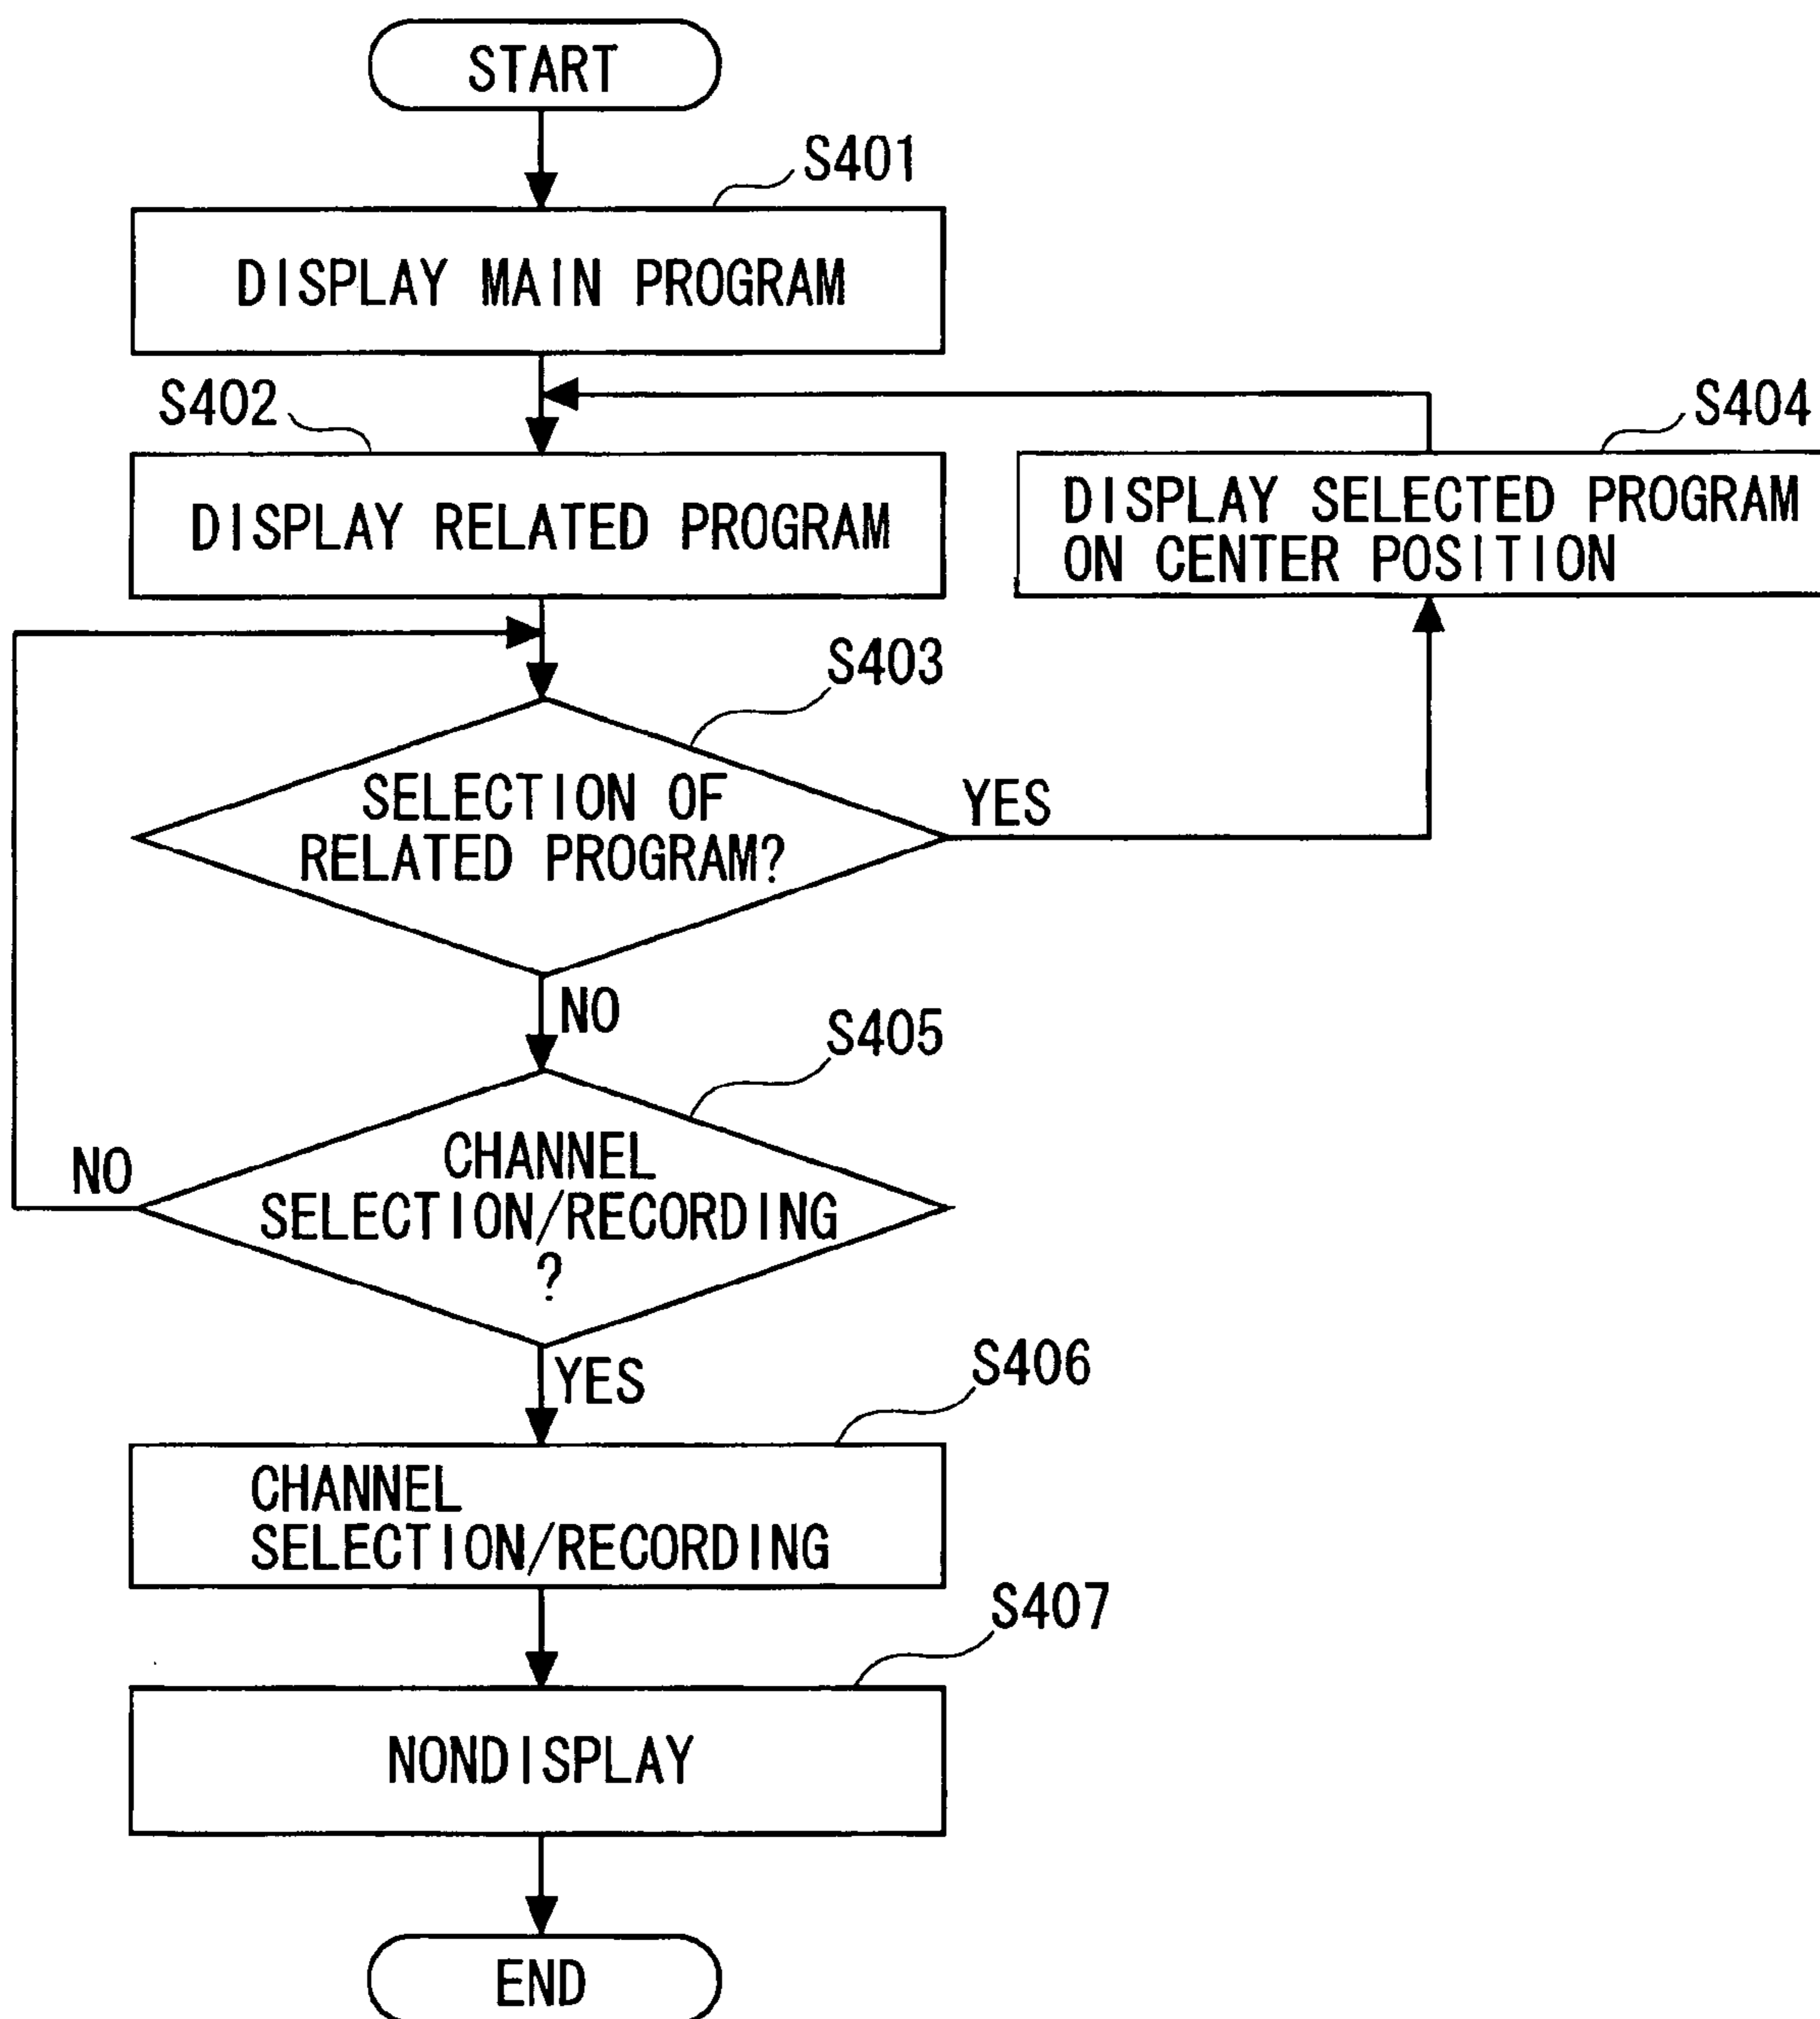 START
S401
DISPLAY MAIN PROGRAM
S402
DISPLAY RELATED PROGRAM
S404
DISPLAY SELECTED PROGRAM
ON CENTER POSITION
S403
SELECTION OF
RELATED PROGRAM?
YES
NO
S405
CHANNEL
SELECTION/RECORDING
?
NO
YES
S406
CHANNEL
SELECTION/RECORDING
S407
NONDISPLAY
END